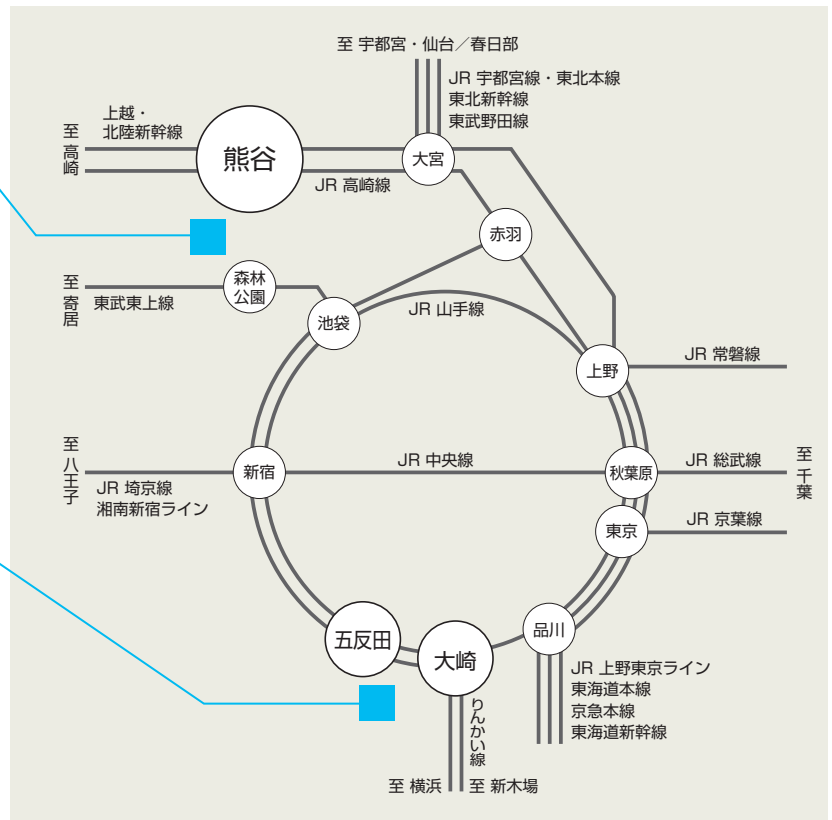 至 宇都宮・仙台／春日部
JR 宇都宮線・東北本線
東北新幹線
東武野田線
上越・
北陸新幹線
至 高崎
熊谷
大宮
JR 高崎線
赤羽
森林
公園
至 寄居
東武東上線
池袋
JR 山手線
上野
JR 常磐線
至 八王子
新宿
JR 中央線
秋葉原
JR 総武線
至 千葉
JR 埼京線
湘南新宿ライン
東京
JR 京葉線
五反田
大崎
品川
JR 上野東京ライン
東海道本線
京急本線
東海道新幹線
りんかい線
至 横浜
至 新木場